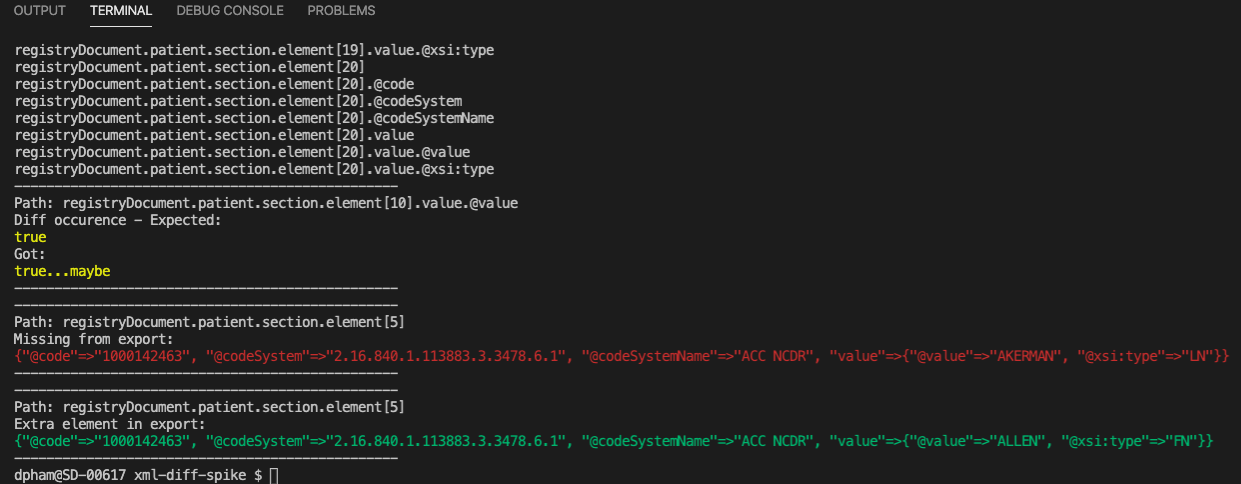 OUTPUT TERMINAL DEBUG CONSOLE PROBLEMS
registryDocument.patient.section.element[19].value.@xsi:type
registryDocument.patient.section.element[20]
registryDocument.patient.section.element[20].@code
registryDocument.patient.section.element[20].@codeSystem
registryDocument.patient.section.element[20].@codeSystemName
registryDocument.patient.section.element[20].value
registryDocument.patient.section.element[20].value.@value
registryDocument.patient.section.element[20].value.@xsi:type
------------------------------------------------
Path: registryDocument.patient.section.element[10].value.@value
Diff occurence - Expected:
true
Got:
true...maybe
------------------------------------------------
------------------------------------------------
Path: registryDocument.patient.section.element[5]
Missing from export:
{"@code"=>"1000142463", "@codeSystem"=>"2.16.840.1.113883.3.3478.6.1", "@codeSystemName"=>"ACC NCDR", "value"=>{"@value"=>"AKERMAN", "@xsi:type"=>"LN"}}
------------------------------------------------
------------------------------------------------
Path: registryDocument.patient.section.element[5]
Extra element in export:
{"@code"=>"1000142463", "@codeSystem"=>"2.16.840.1.113883.3.3478.6.1", "@codeSystemName"=>"ACC NCDR", "value"=>{"@value"=>"ALLEN", "@xsi:type"=>"FN"}}
------------------------------------------------
dpham@SD-00617 xml-diff-spike $